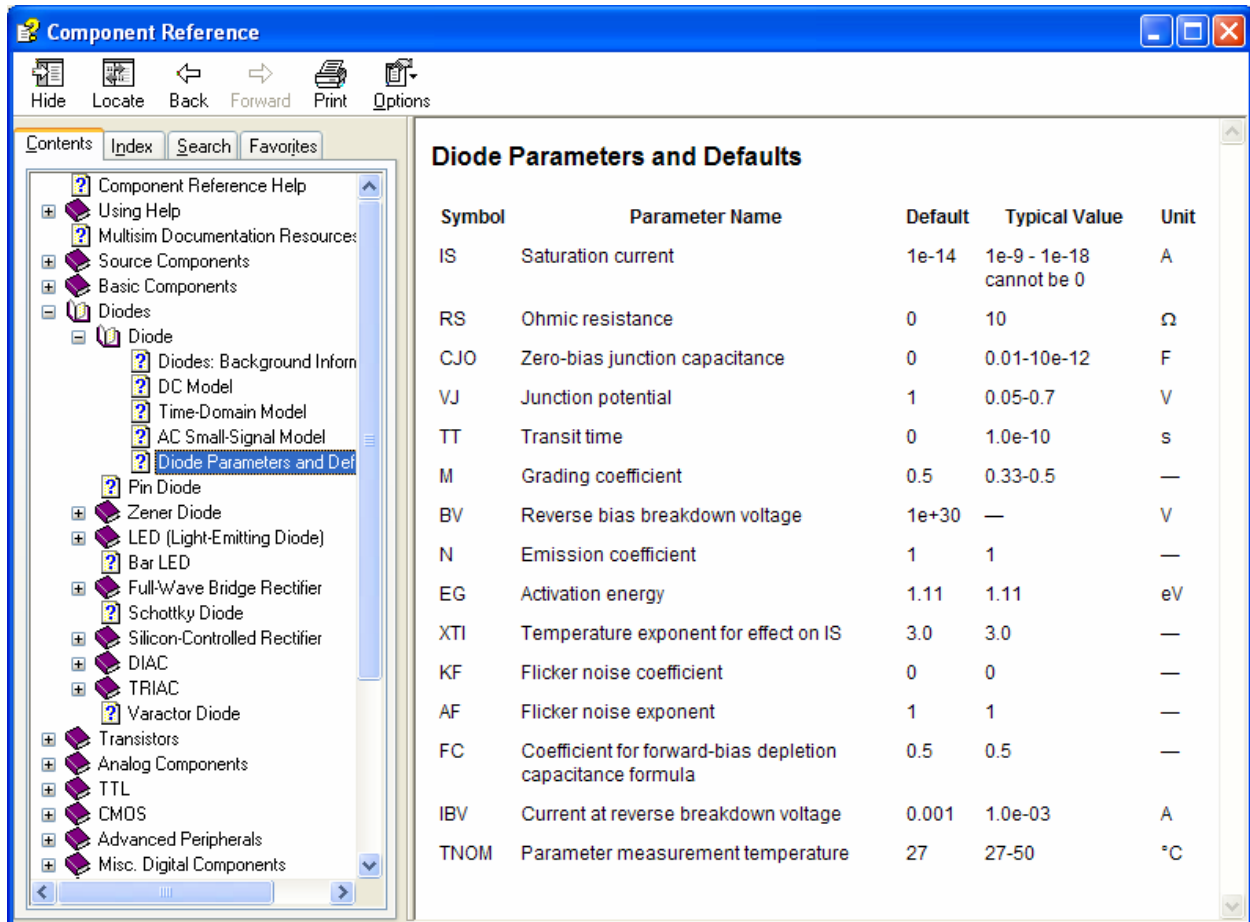 Component Reference
Hide Locate Back Forward Print Options
Contents Index Search Favorites
Component Reference Help
Using Help
Multisim Documentation Resources
Source Components
Basic Components
Diodes
Diode
Diodes: Background Inform
DC Model
Time-Domain Model
AC Small-Signal Model
Diode Parameters and Def
Pin Diode
Zener Diode
LED (Light-Emitting Diode)
Bar LED
Full-Wave Bridge Rectifier
Schottky Diode
Silicon-Controlled Rectifier
DIAC
TRIAC
Varactor Diode
Transistors
Analog Components
TTL
CMOS
Advanced Peripherals
Misc. Digital Components
Diode Parameters and Defaults
Symbol Parameter Name Default Typical Value Unit
IS Saturation current 1e-14 1e-9 - 1e-18 A
cannot be 0
RS Ohmic resistance 0 10 Ω
CJO Zero-bias junction capacitance 0 0.01-10e-12 F
VJ Junction potential 1 0.05-0.7 V
TT Transit time 0 1.0e-10 s
M Grading coefficient 0.5 0.33-0.5 —
BV Reverse bias breakdown voltage 1e+30 — V
N Emission coefficient 1 1 —
EG Activation energy 1.11 1.11 eV
XTI Temperature exponent for effect on IS 3.0 3.0 —
KF Flicker noise coefficient 0 0 —
AF Flicker noise exponent 1 1 —
FC Coefficient for forward-bias depletion 0.5 0.5 —
capacitance formula
IBV Current at reverse breakdown voltage 0.001 1.0e-03 A
TNOM Parameter measurement temperature 27 27-50 °C